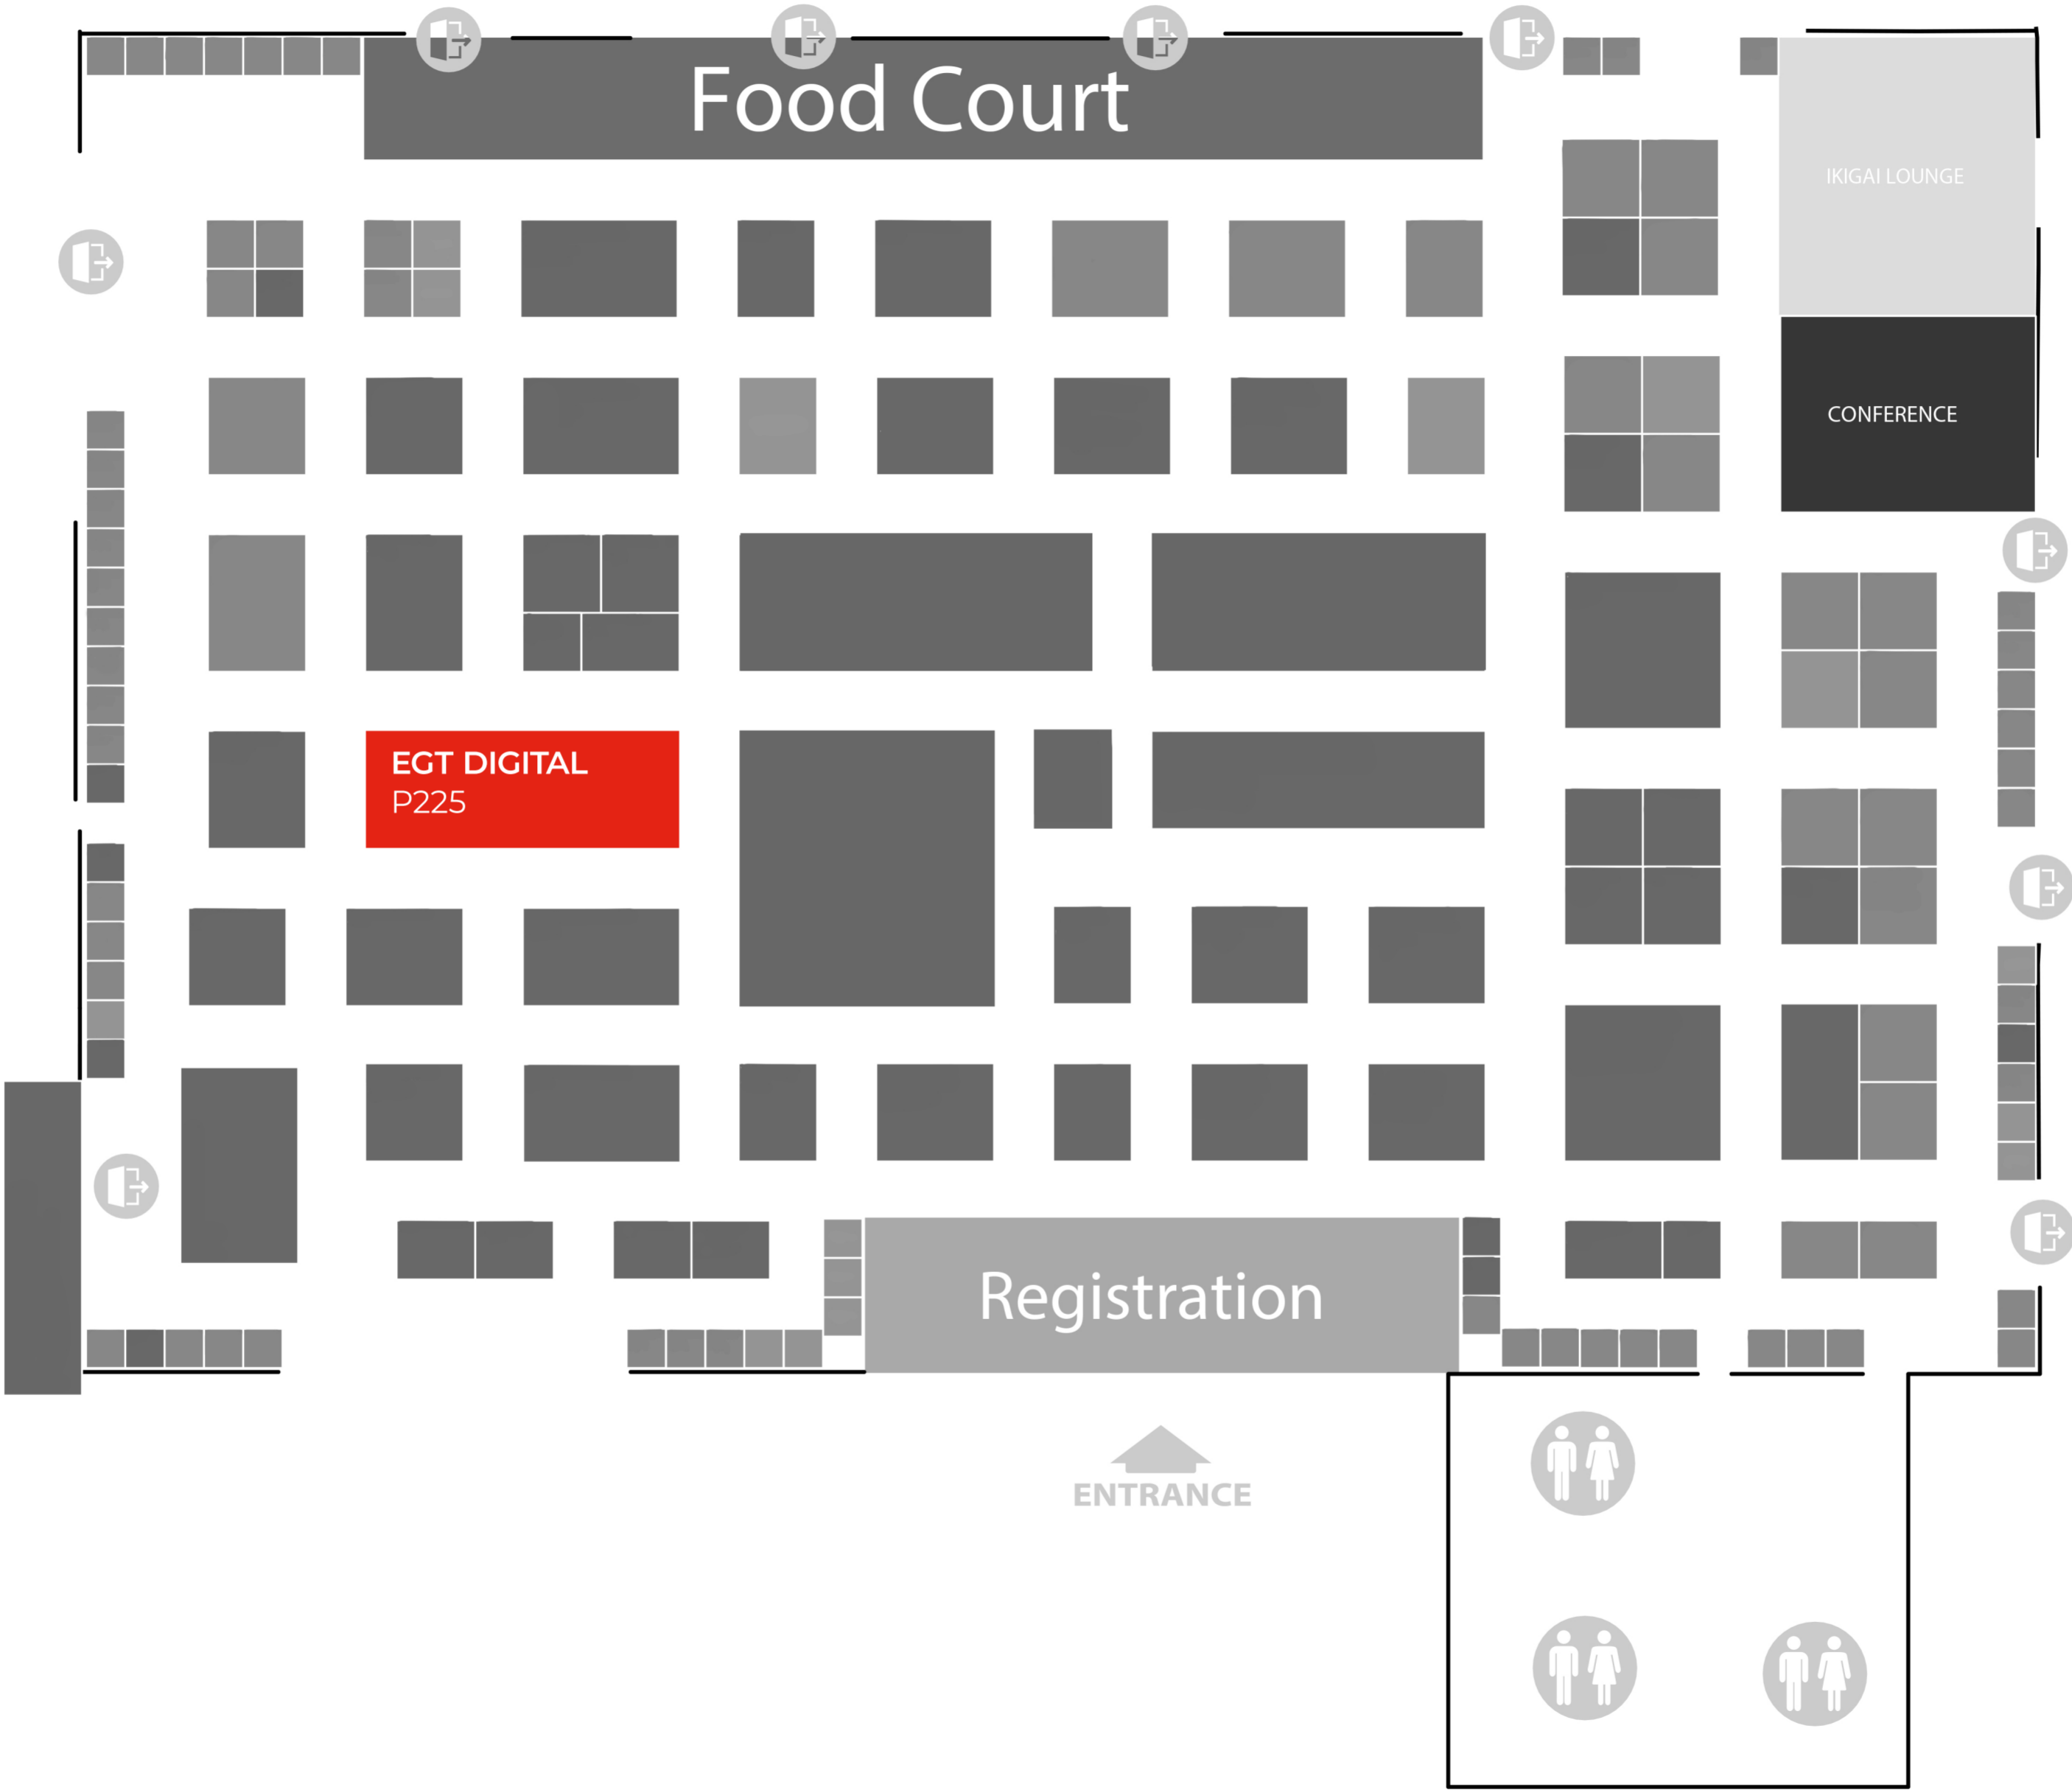 Food Court
IKIGAI LOUNGE
CONFERENCE
EGT DIGITAL
P225
Registration
ENTRANCE